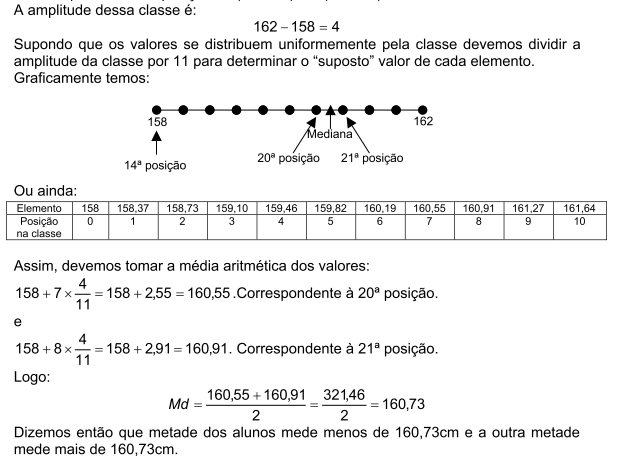 A amplitude dessa classe é:
162 – 158 = 4
Supondo que os valores se distribuem uniformemente pela classe devemos dividir a
amplitude da classe por 11 para determinar o “suposto” valor de cada elemento.
Graficamente temos:
158 162
Mediana
14ª posição 20ª posição 21ª posição
Ou ainda:
Elemento 158 158,37 158,73 159,10 159,46 159,82 160,19 160,55 160,91 161,27 161,64
Posição 0 1 2 3 4 5 6 7 8 9 10
na classe
Assim, devemos tomar a média aritmética dos valores:
158 + 7 × 4/11 = 158 + 2,55 = 160,55 .Correspondente à 20ª posição.
e
158 + 8 × 4/11 = 158 + 2,91 = 160,91. Correspondente à 21ª posição.
Logo:
Md = 160,55 + 160,91 / 2 = 321,46 / 2 = 160,73
Dizemos então que metade dos alunos mede menos de 160,73cm e a outra metade
mede mais de 160,73cm.